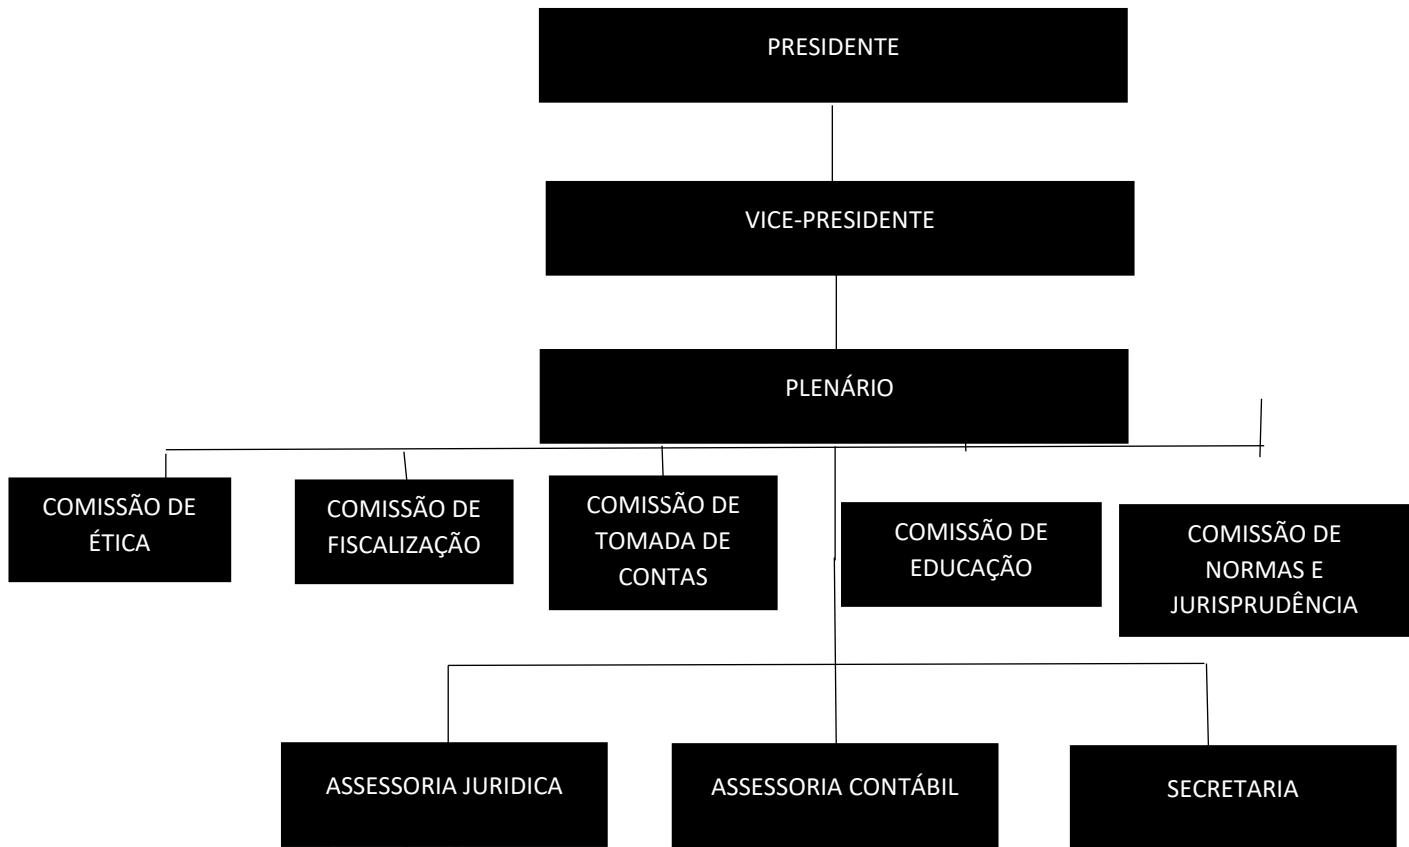 PRESIDENTE
VICE-PRESIDENTE
PLENÁRIO
COMISSÃO DE
ÉTICA
COMISSÃO DE
FISCALIZAÇÃO
COMISSÃO DE
TOMADA DE
CONTAS
COMISSÃO DE
EDUCAÇÃO
COMISSÃO DE
NORMAS E
JURISPRUDÊNCIA
ASSESSORIA JURIDICA
ASSESSORIA CONTÁBIL
SECRETARIA